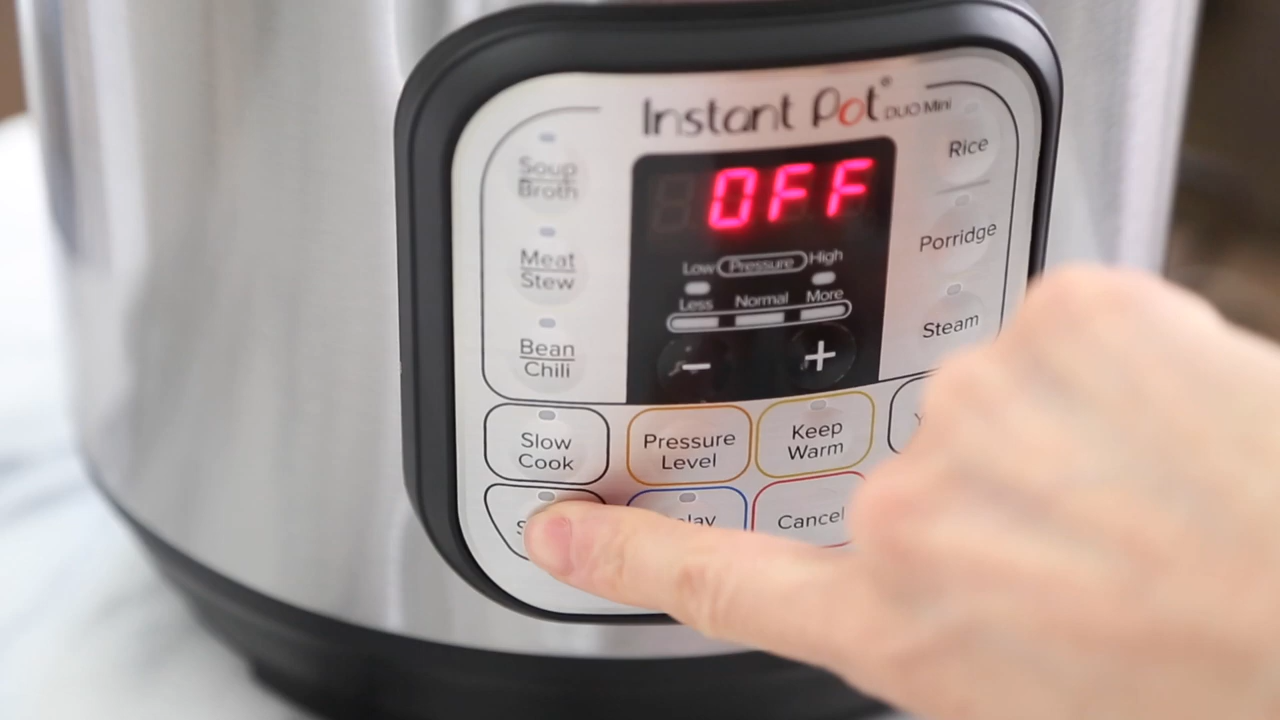 Instant Pot® DUO Mini
OFF
Soup
Broth
Meat
Stew
Bean
Chili
Rice
Porridge
Steam
Low Pressure High
Less Normal More
- +
Slow
Cook
Pressure
Level
Keep
Warm
Cancel